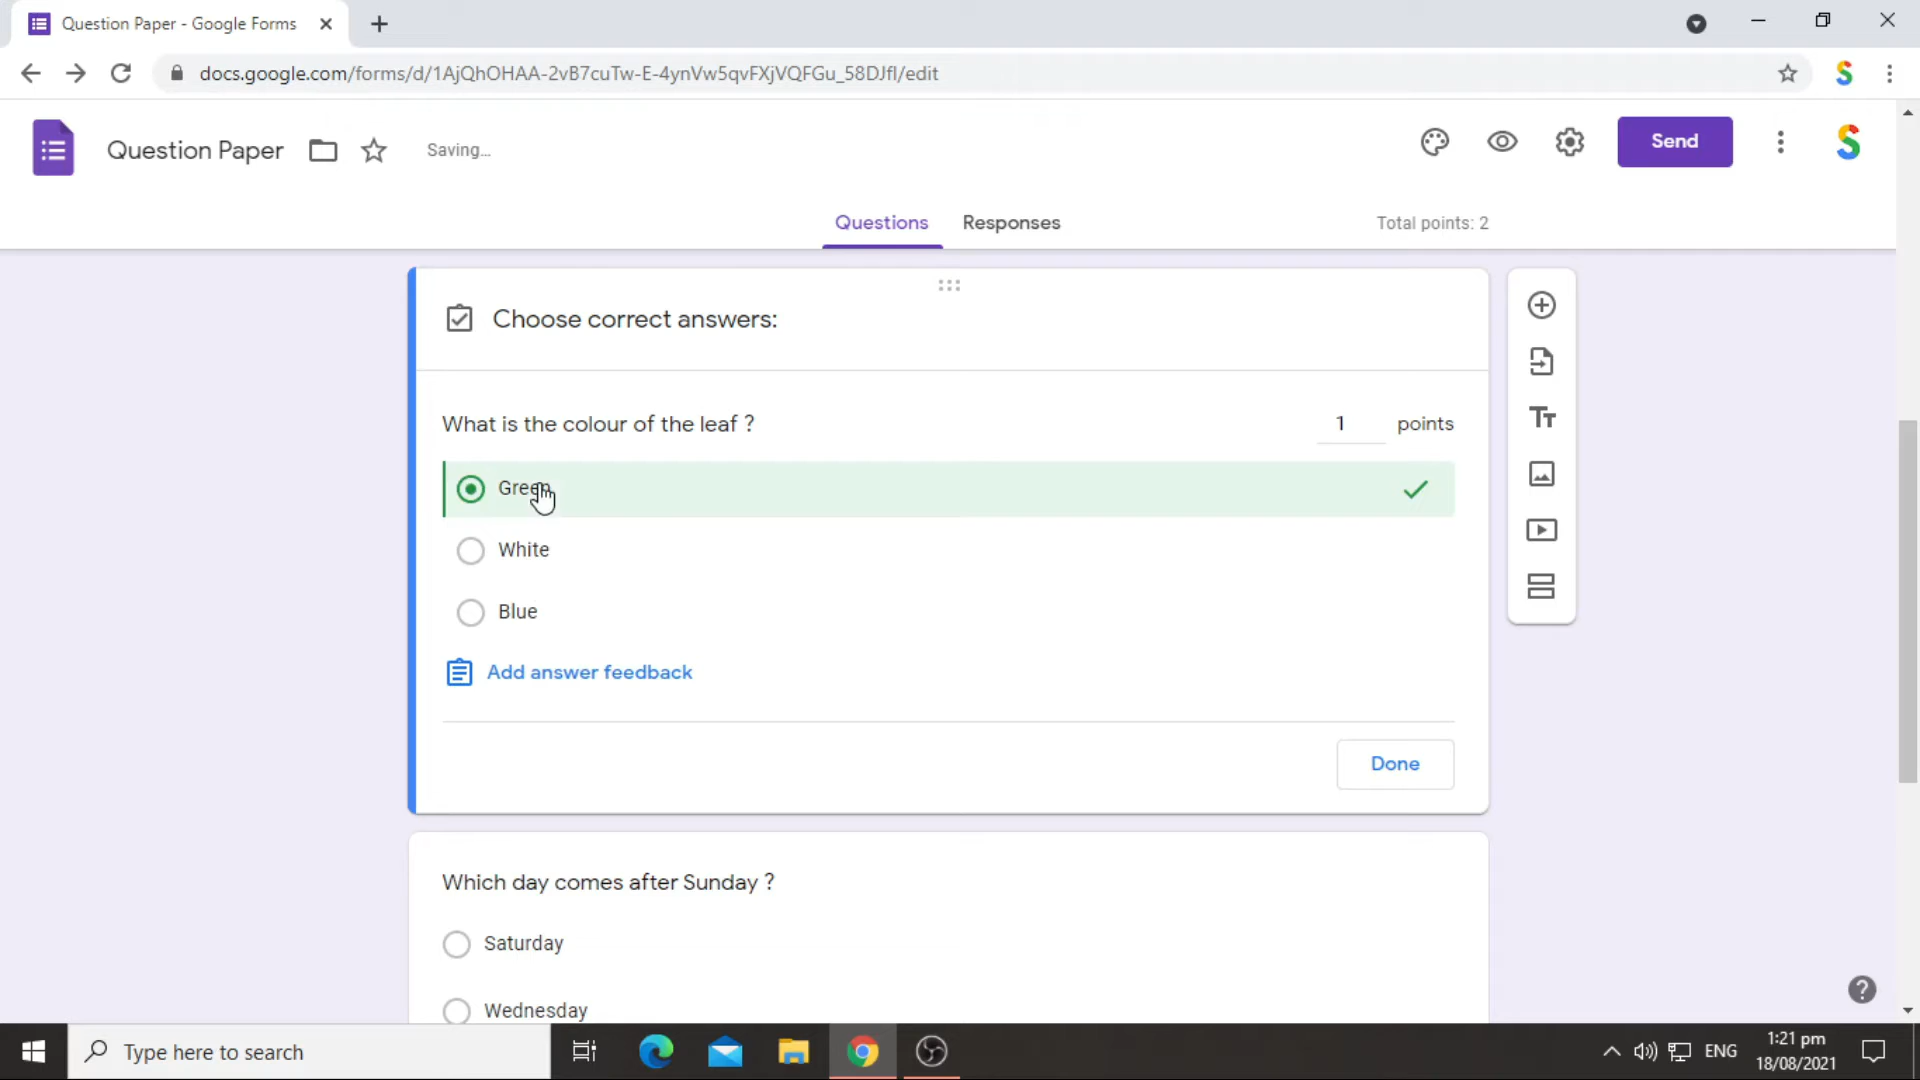 Question Paper - Google Forms
docs.google.com/forms/d/1AjQhOHAA-2vB7cuTw-E-4ynVw5qvFXjVQFGu_58DJfI/edit
Question Paper
Saving...
Send
Questions
Responses
Total points: 2
Choose correct answers:
What is the colour of the leaf ?
1
points
Green
White
Blue
Add answer feedback
Done
Which day comes after Sunday ?
Saturday
Wednesday
Type here to search
ENG
1:21 pm
18/08/2021